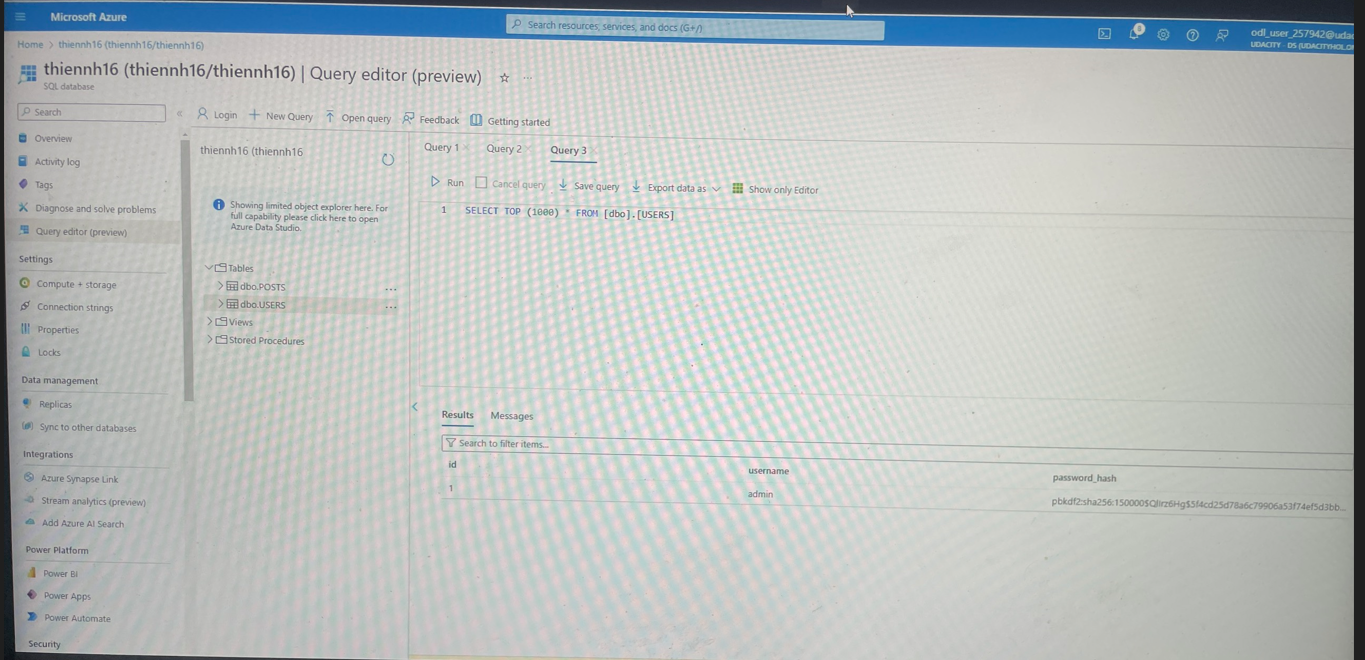 Microsoft Azure
Search resources, services, and docs (G+/)
odl_user_257942@udac
UDACITY - DS (UDACITYHOL.O
Home > thiennh16 (thiennh16/thiennh16)
thiennh16 (thiennh16/thiennh16) | Query editor (preview)
SQL database
Search
Overview
Activity log
Tags
Diagnose and solve problems
Query editor (preview)
Settings
Compute + storage
Connection strings
Properties
Locks
Data management
Replicas
Sync to other databases
Integrations
Azure Synapse Link
Stream analytics (preview)
Add Azure AI Search
Power Platform
Power BI
Power Apps
Power Automate
Security
Login New Query Open query Feedback Getting started
thiennh16 (thiennh16
Showing limited object explorer here. For
full capability please click here to open
Azure Data Studio.
Tables
dbo.POSTS
dbo.USERS
Views
Stored Procedures
Query 1 Query 2 Query 3
Run Cancel query Save query Export data as Show only Editor
1 SELECT TOP (1000) * FROM [dbo].[USERS]
Results Messages
Search to filter items...
id username password_hash
1 admin pbkdf2:sha256:150000$QlIrz6Hg$5f4cd25d78a6c79906a53f74ef5d3bb...